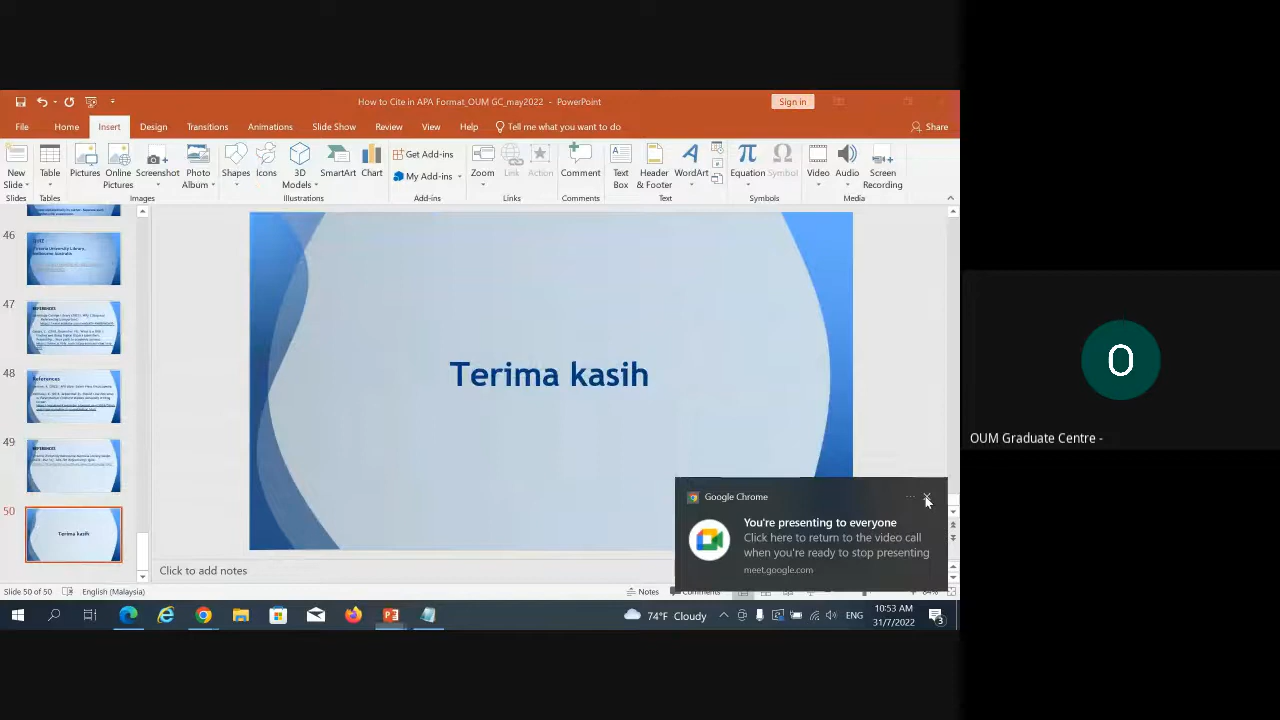 How to Cite in APA Format_OUM GC_may2022 - PowerPoint
Sign in
File Home Insert Design Transitions Animations Slide Show Review View Help Tell me what you want to do Share
New Slide
Table
Pictures
Online Pictures
Screenshot
Photo Album
Shapes
Icons
3D Models
SmartArt
Chart
Get Add-ins
My Add-ins
Zoom
Link
Action
Comment
Text Box
Header & Footer
WordArt
Equation
Symbol
Video
Audio
Screen Recording
Slides Tables Images Illustrations Add-ins Links Comments Text Symbols Media
46
47
REFERENCES
48
References
49
REFERENCES
50
Terima kasih
Terima kasih
Google Chrome
You're presenting to everyone
Click here to return to the video call
when you're ready to stop presenting
meet.google.com
Click to add notes
Slide 50 of 50
English (Malaysia)
Notes
Comments
74°F Cloudy
ENG
10:53 AM
31/7/2022
3
O
OUM Graduate Centre -